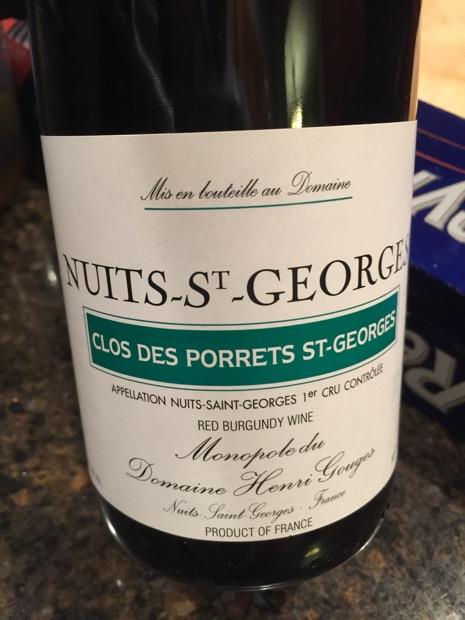 Mis en bouteille au Domaine
NUITS-ST-GEORGES
CLOS DES PORRETS ST-GEORGES
APPELLATION NUITS-SAINT-GEORGES 1er CRU CONTRÔLÉE
RED BURGUNDY WINE
Monopole du
Domaine Henri Gouges
Nuits-Saint-Georges - France
PRODUCT OF FRANCE